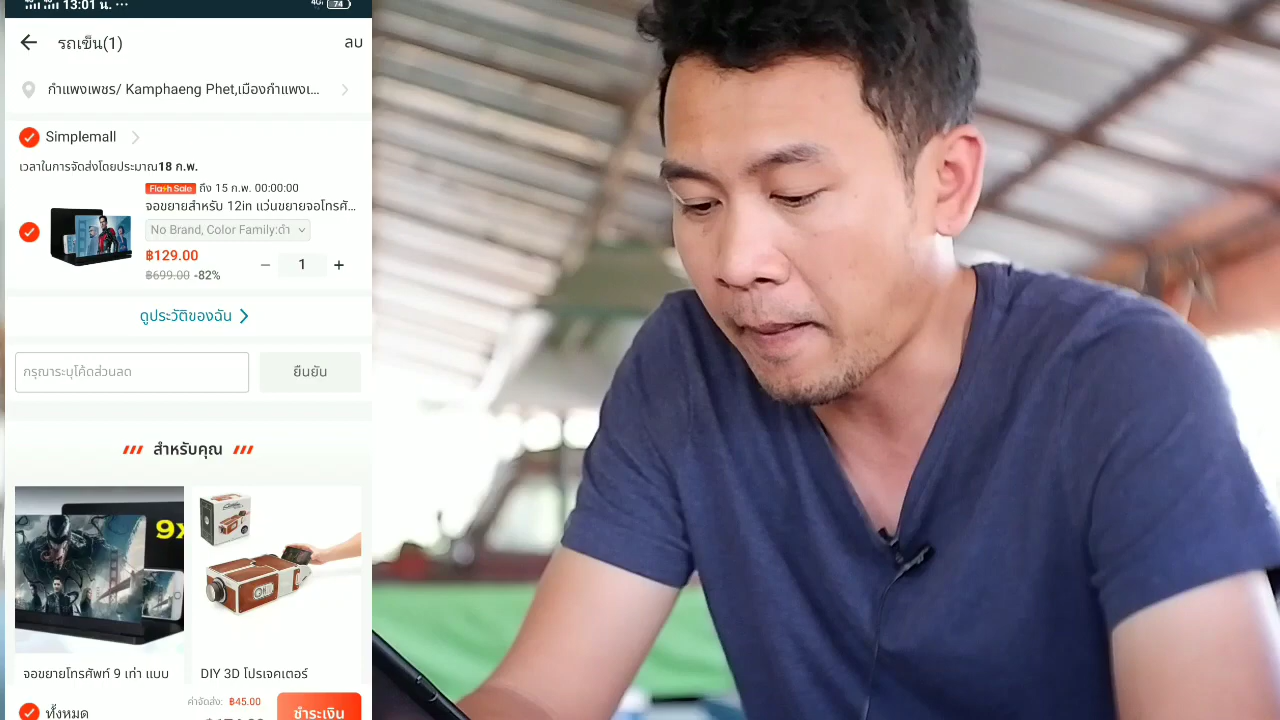 13:01 น. ...
4G 74
รถเข็น(1)
ลบ
กำแพงเพชร/ Kamphaeng Phet,เมืองกำแพงเ...
Simplemall
เวลาในการจัดส่งโดยประมาณ18 ก.พ.
Flash Sale ถึง 15 ก.พ. 00:00:00
จอขยายสำหรับ 12in แว่นขยายจอโทรศั...
No Brand, Color Family:ดำ
฿129.00
฿699.00 -82%
1
ดูประวัติของฉัน
กรุณาระบุโค้ดส่วนลด
ยืนยัน
สำหรับคุณ
9x
จอขยายโทรศัพท์ 9 เท่า แบบ
DIY 3D โปรเจคเตอร์
ค่าจัดส่ง: ฿45.00
ทั้งหมด
ชำระเงิน